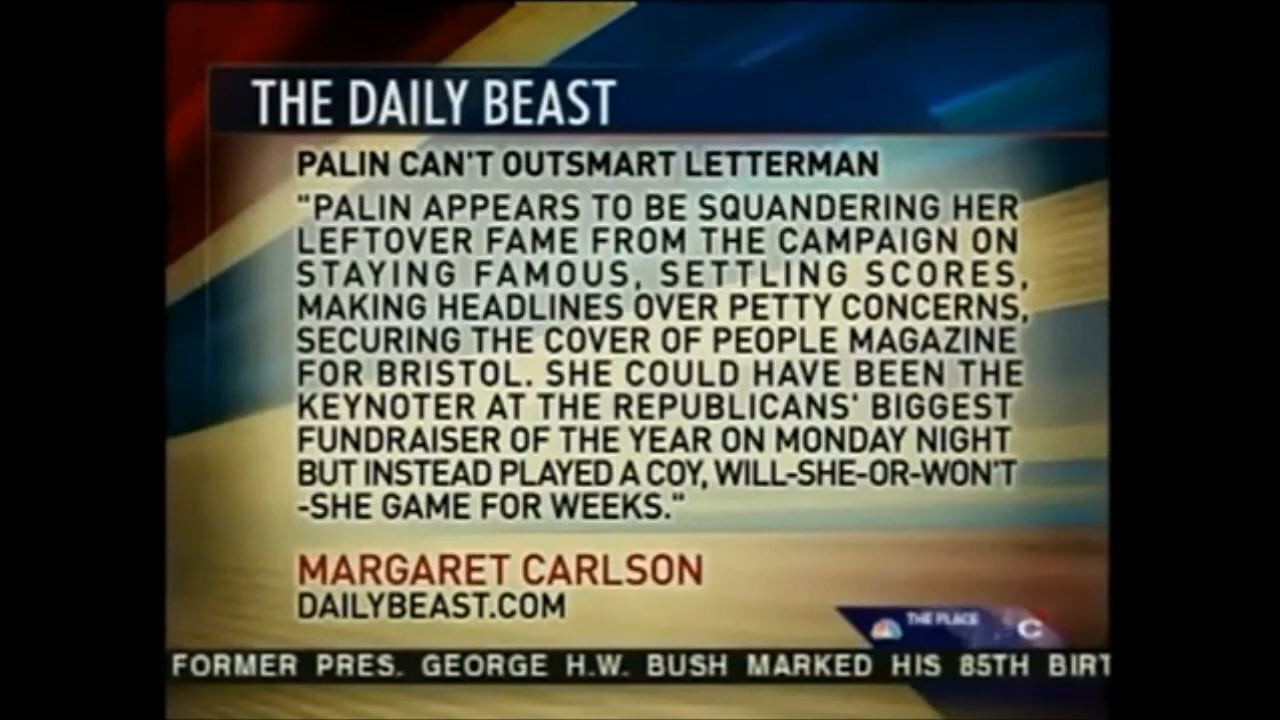 THE DAILY BEAST
PALIN CAN'T OUTSMART LETTERMAN
"PALIN APPEARS TO BE SQUANDERING HER
LEFTOVER FAME FROM THE CAMPAIGN ON
STAYING FAMOUS, SETTLING SCORES,
MAKING HEADLINES OVER PETTY CONCERNS,
SECURING THE COVER OF PEOPLE MAGAZINE
FOR BRISTOL. SHE COULD HAVE BEEN THE
KEYNOTER AT THE REPUBLICANS' BIGGEST
FUNDRAISER OF THE YEAR ON MONDAY NIGHT
BUT INSTEAD PLAYED A COY, WILL-SHE-OR-WON'T
-SHE GAME FOR WEEKS."
MARGARET CARLSON
DAILYBEAST.COM
THE PLACE
C
FORMER PRES. GEORGE H.W. BUSH MARKED HIS 85TH BIRT